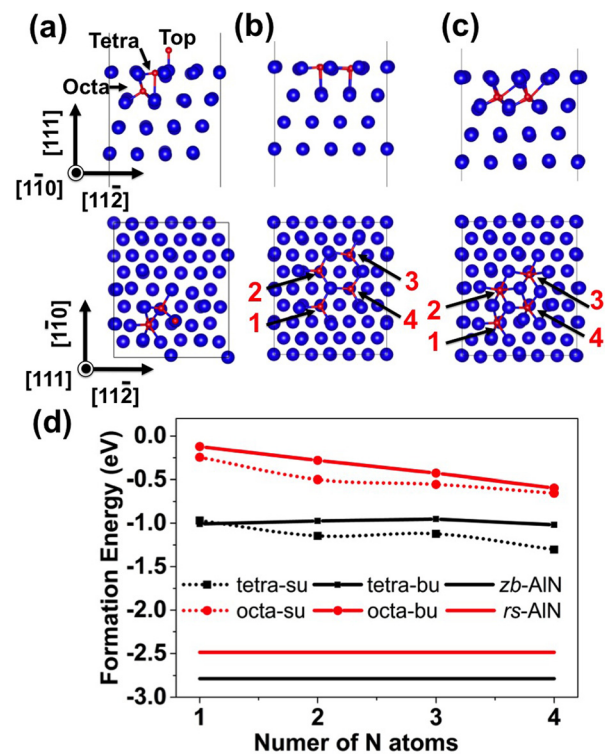 (a)
(b)
(c)
Tetra
Top
Octa
[111]
[11̅0]
[112̅]
[11̅0]
[111]
[112̅]
2
1
3
4
2
1
3
4
(d)
Formation Energy (eV)
0.0
-0.5
-1.0
-1.5
-2.0
-2.5
-3.0
tetra-su
tetra-bu
zb-AlN
octa-su
octa-bu
rs-AlN
1
2
3
4
Numer of N atoms